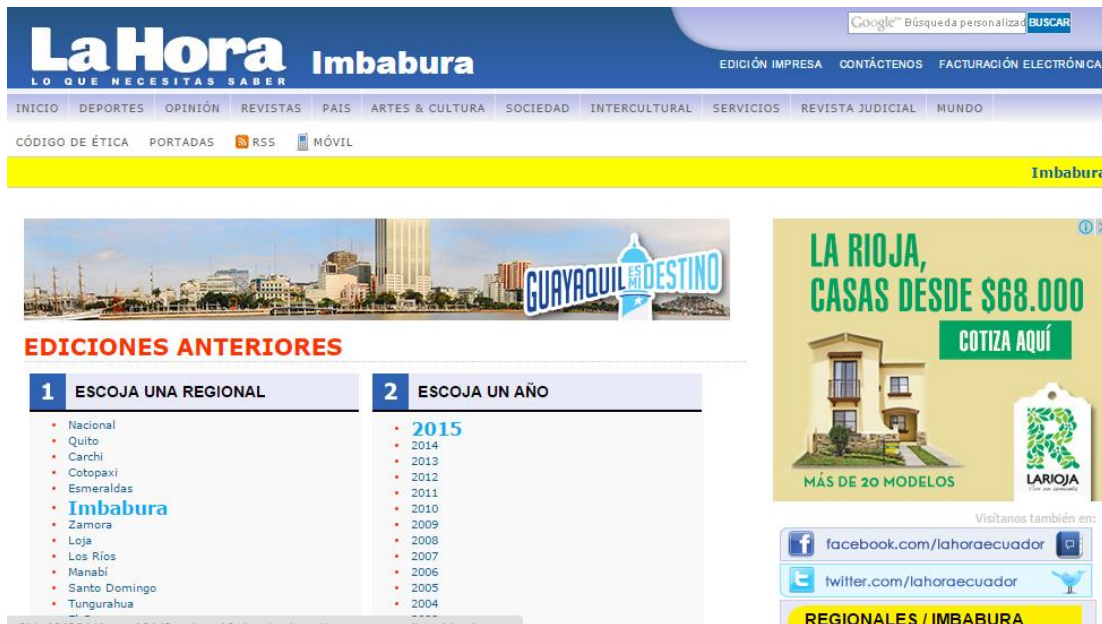 Google™ Búsqueda personalizad BUSCAR
La Hora Imbabura
LO QUE NECESITAS SABER
EDICIÓN IMPRESA CONTÁCTENOS FACTURACIÓN ELECTRÓNICA
INICIO DEPORTES OPINIÓN REVISTAS PAIS ARTES & CULTURA SOCIEDAD INTERCULTURAL SERVICIOS REVISTA JUDICIAL MUNDO
CÓDIGO DE ÉTICA PORTADAS RSS MÓVIL
Imbabura
GUAYAQUIL ES MI DESTINO
EDICIONES ANTERIORES
1 ESCOJA UNA REGIONAL
Nacional
Quito
Carchi
Cotopaxi
Esmeraldas
Imbabura
Zamora
Loja
Los Ríos
Manabí
Santo Domingo
Tungurahua
2 ESCOJA UN AÑO
2015
2014
2013
2012
2011
2010
2009
2008
2007
2006
2005
2004
LA RIOJA,
CASAS DESDE $68.000
COTIZA AQUÍ
MÁS DE 20 MODELOS
LARIOJA
Visítanos también en:
facebook.com/lahoraecuador
twitter.com/lahoraecuador
REGIONALES / IMBABURA